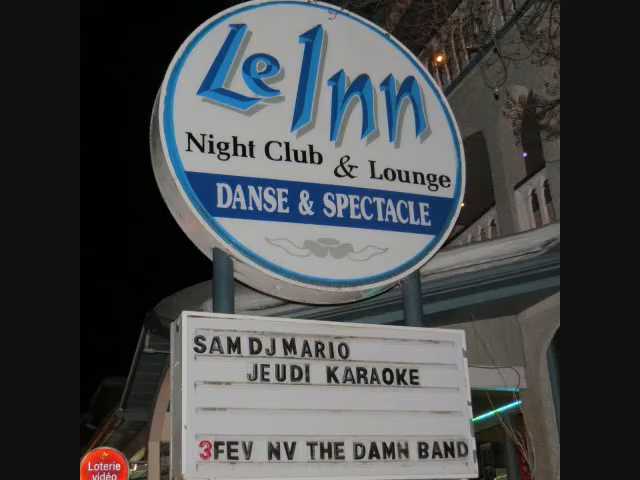 Le Inn
Night Club & Lounge
DANSE & SPECTACLE
SAM DJ MARIO
JEUDI KARAOKE
3FEV NV THE DAMN BAND
Loterie
vidéo